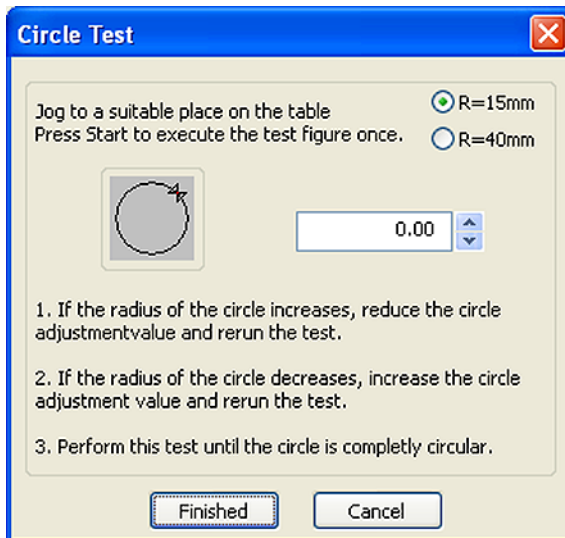 Circle Test
Jog to a suitable place on the table
Press Start to execute the test figure once.
R=15mm
R=40mm
0.00
1. If the radius of the circle increases, reduce the circle
adjustmentvalue and rerun the test.
2. If the radius of the circle decreases, increase the circle
adjustment value and rerun the test.
3. Perform this test until the circle is completly circular.
Finished
Cancel